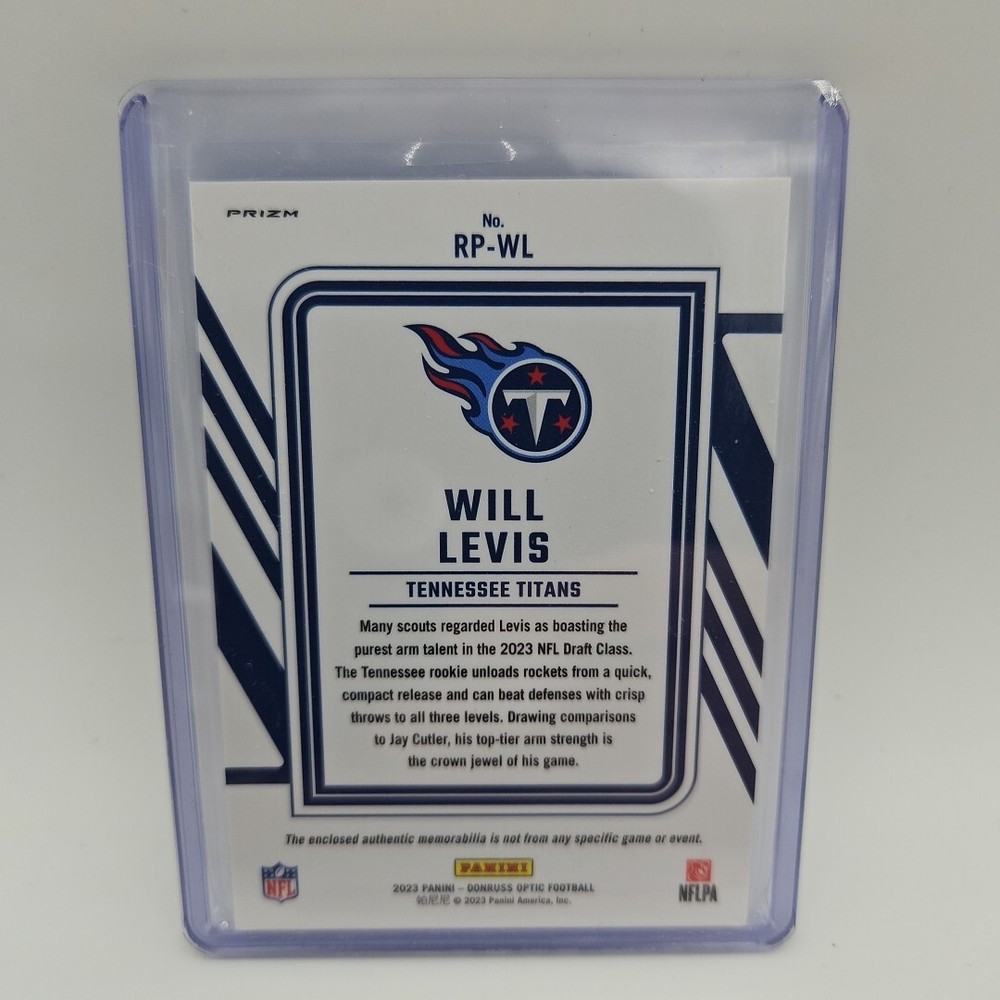 PRIZM
No.
RP-WL
T
WILL
LEVIS
TENNESSEE TITANS
Many scouts regarded Levis as boasting the
purest arm talent in the 2023 NFL Draft Class.
The Tennessee rookie unloads rockets from a quick,
compact release and can beat defenses with crisp
throws to all three levels. Drawing comparisons
to Jay Cutler, his top-tier arm strength is
the crown jewel of his game.
The enclosed authentic memorabilia is not from any specific game or event.
NFL
PANINI
2023 PANINI – DONRUSS OPTIC FOOTBALL
帕尼尼 © 2023 Panini America, Inc.
NFLPA